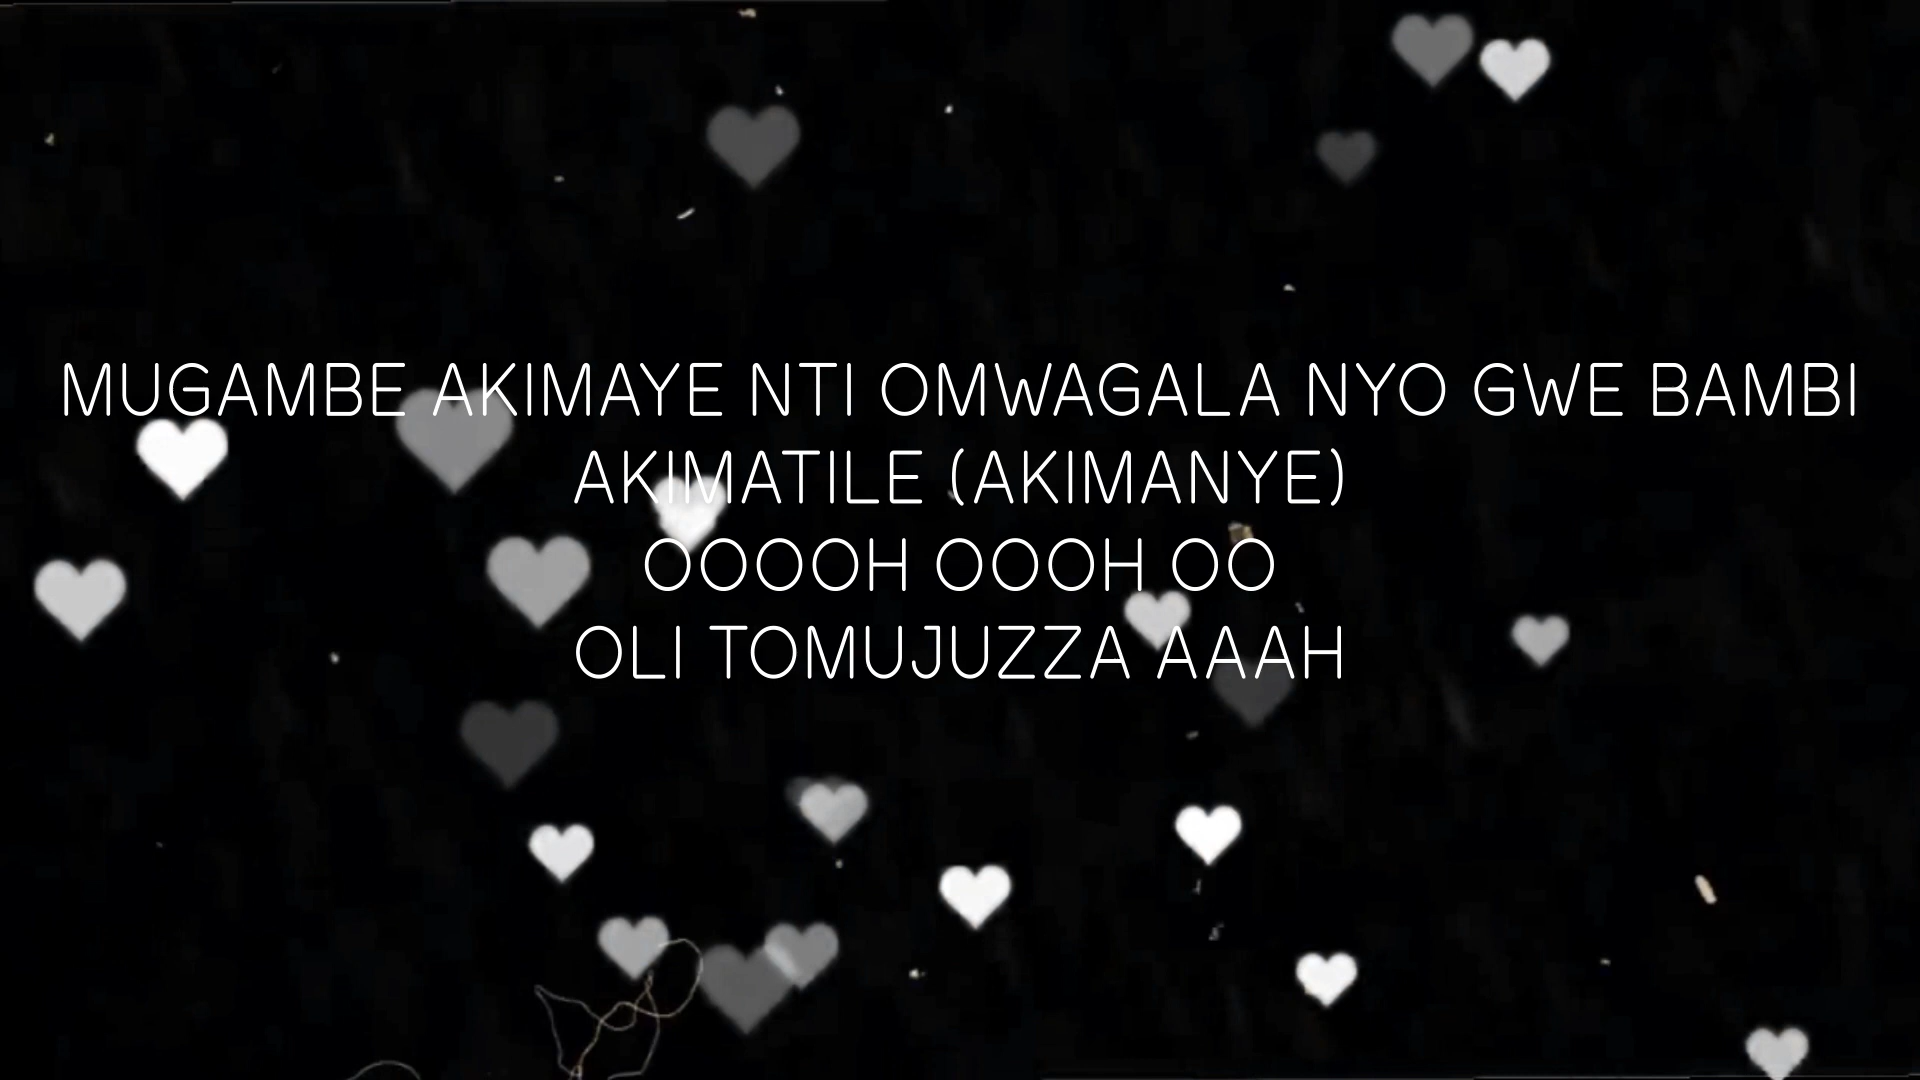 MUGAMBE AKIMAYE NTI OMWAGALA NYO GWE BAMBI
AKIMATILE (AKIMANYE)
OOOOH OOOH OO
OLI TOMUJUZZA AAAH